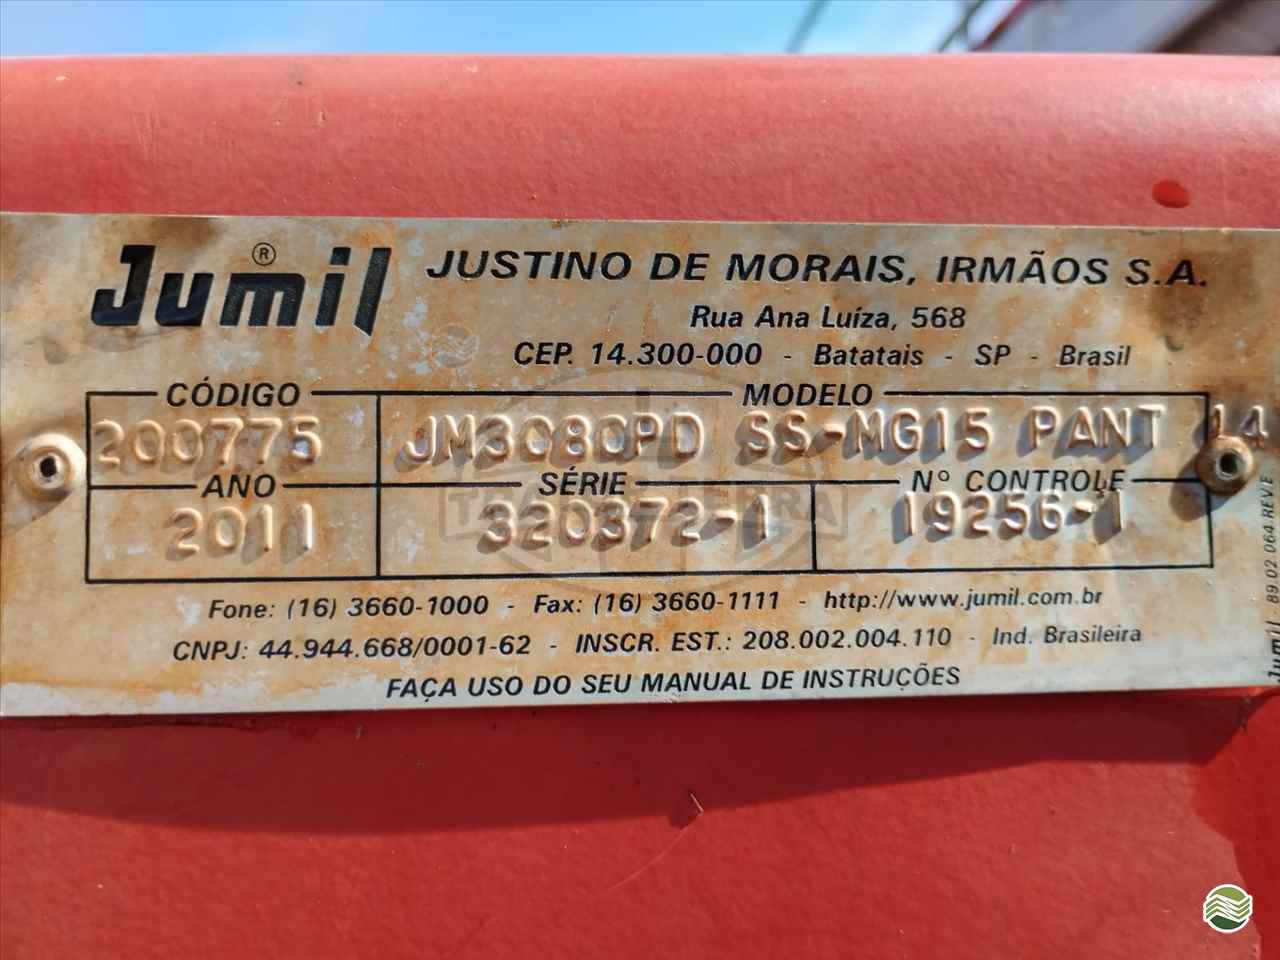 Jumil ® JUSTINO DE MORAIS, IRMÃOS S.A.
Rua Ana Luíza, 568
CEP. 14.300-000 - Batatais - SP - Brasil
CÓDIGO MODELO
200775 JM3080PD SS-MG15 PANT 14
ANO SÉRIE Nº CONTROLE
2011 320372-1 19256-1
Fone: (16) 3660-1000 - Fax: (16) 3660-1111 - http://www.jumil.com.br
CNPJ: 44.944.668/0001-62 - INSCR. EST.: 208.002.004.110 - Ind. Brasileira
FAÇA USO DO SEU MANUAL DE INSTRUÇÕES
Jumil 89.02.064 REV.E